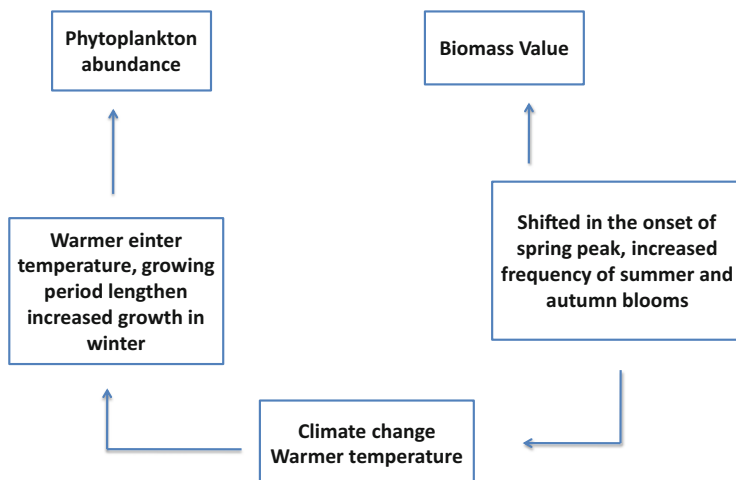 Phytoplankton
abundance
Biomass Value
Warmer einter
temperature, growing
period lengthen
increased growth in
winter
Shifted in the onset of
spring peak, increased
frequency of summer and
autumn blooms
Climate change
Warmer temperature